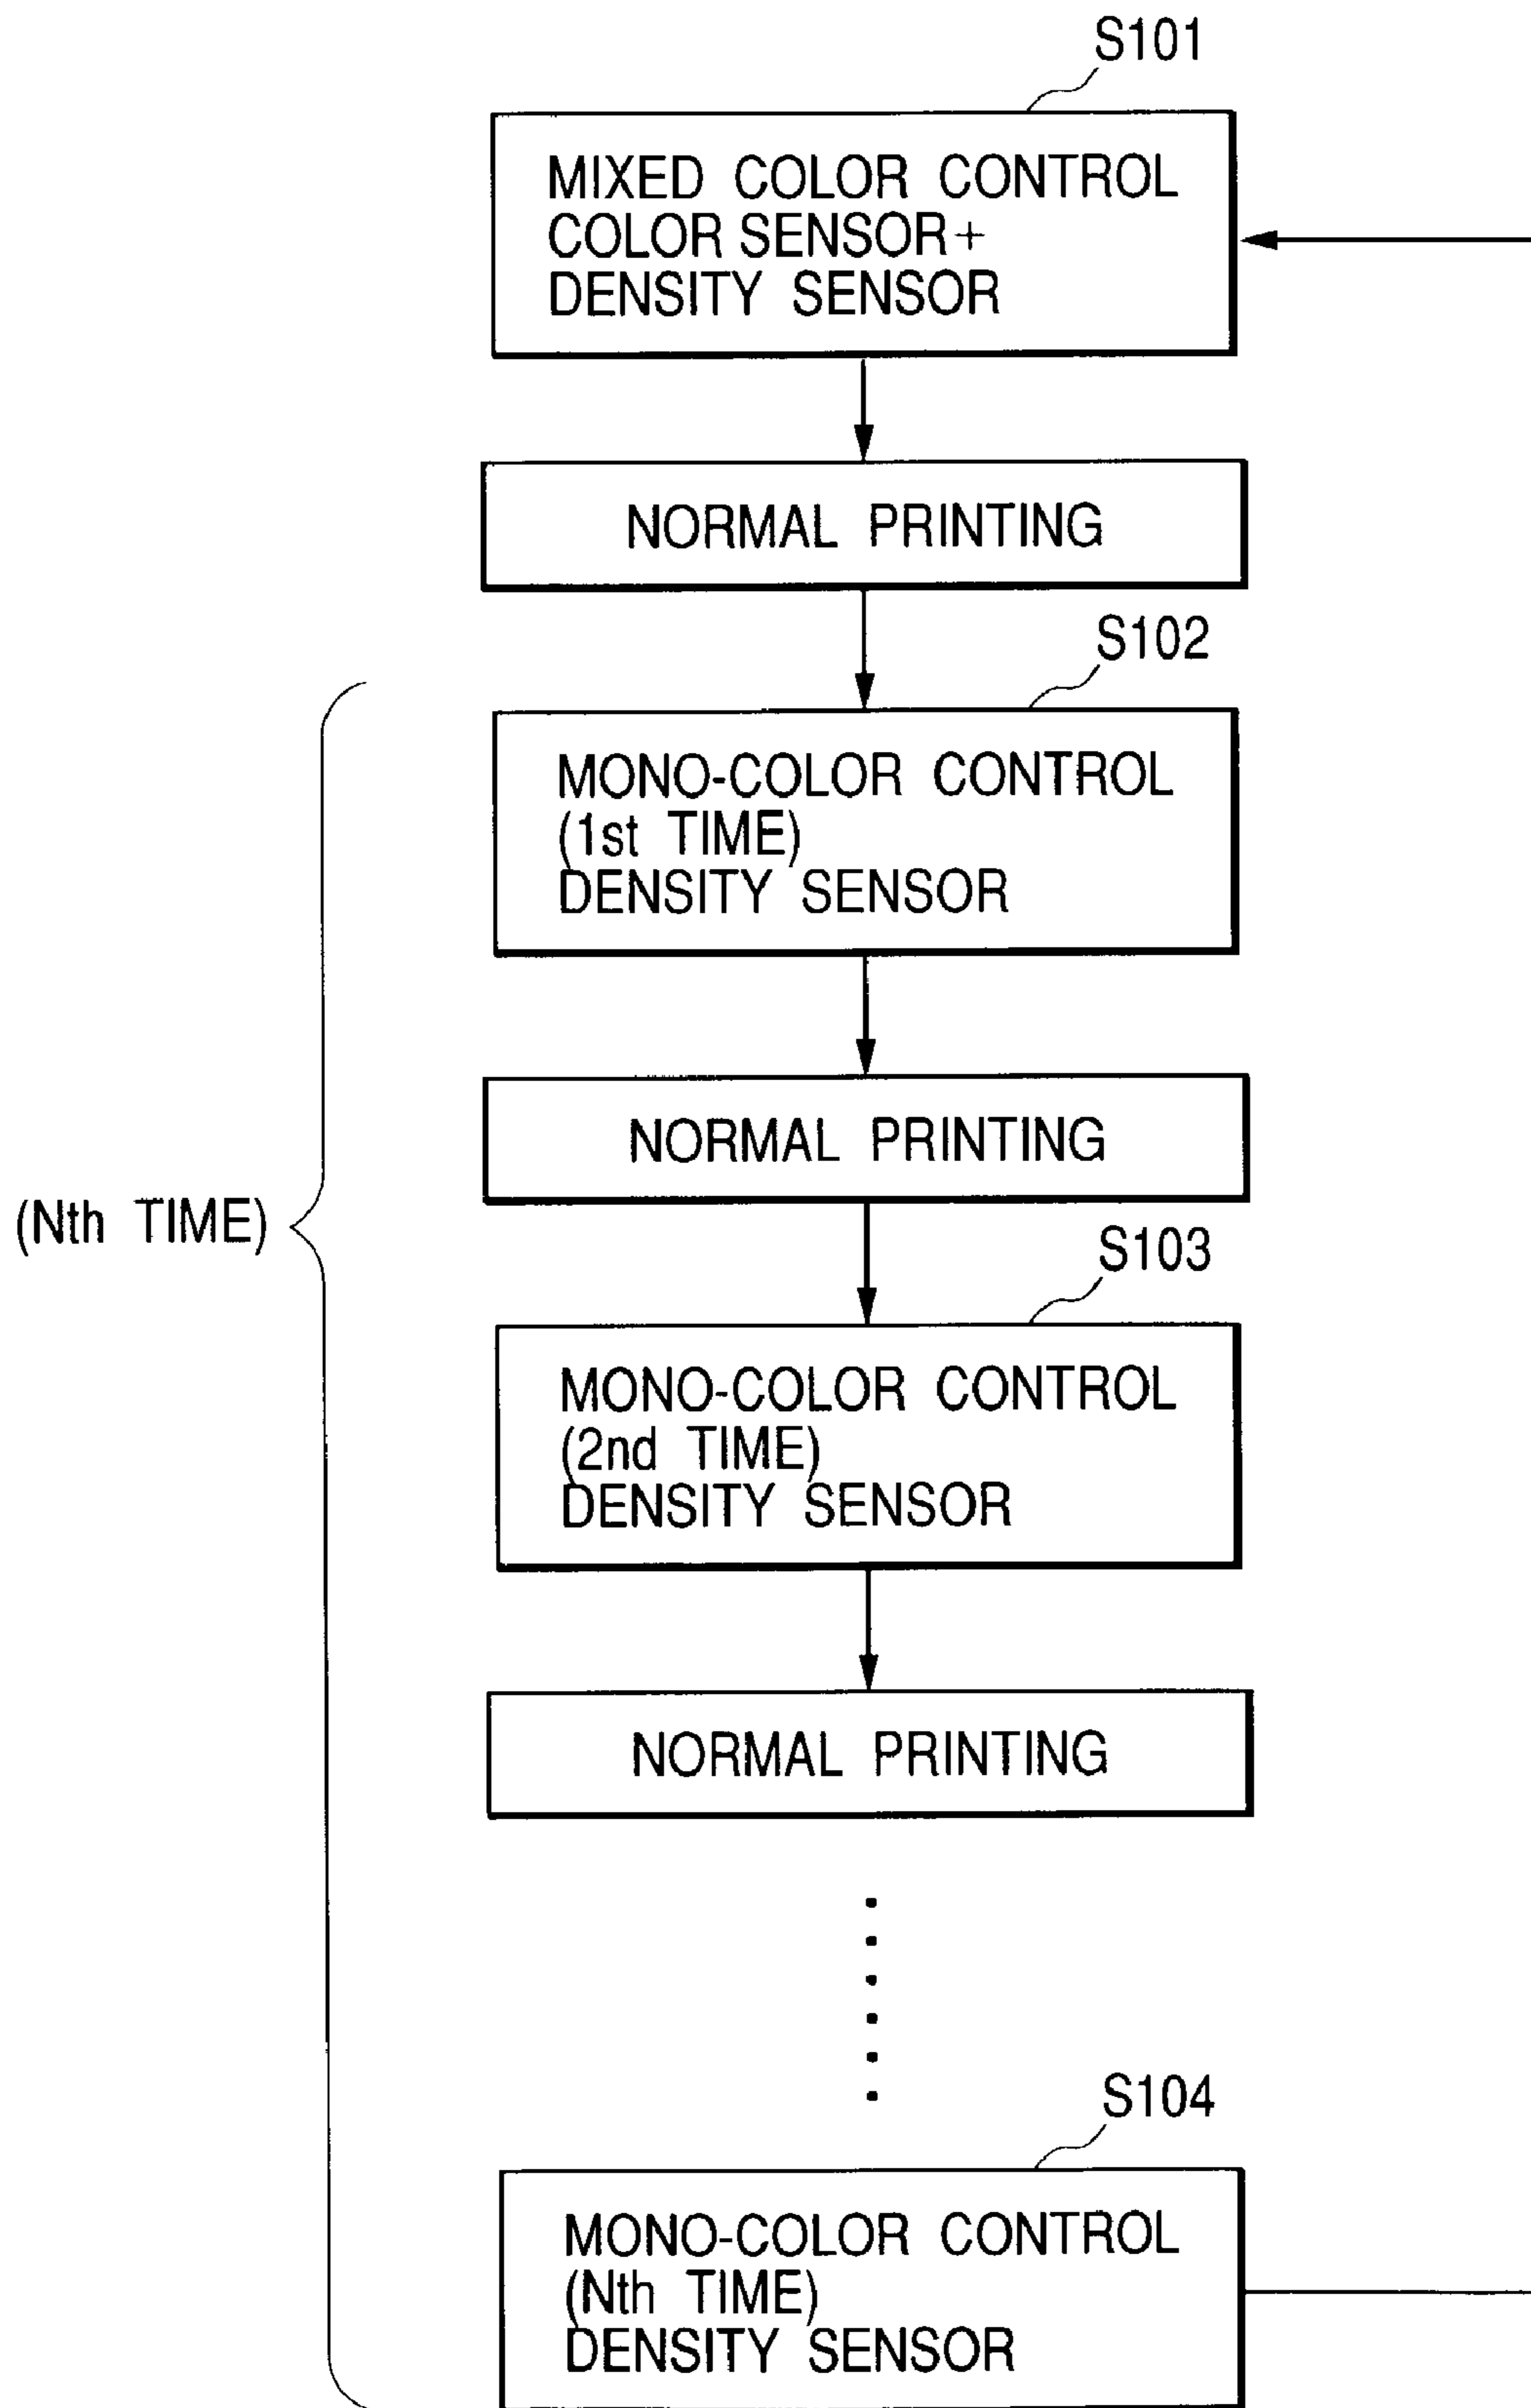 S101
MIXED COLOR CONTROL
COLOR SENSOR+
DENSITY SENSOR
NORMAL PRINTING
S102
MONO-COLOR CONTROL
(1st TIME)
DENSITY SENSOR
NORMAL PRINTING
(Nth TIME)
S103
MONO-COLOR CONTROL
(2nd TIME)
DENSITY SENSOR
NORMAL PRINTING
S104
MONO-COLOR CONTROL
(Nth TIME)
DENSITY SENSOR